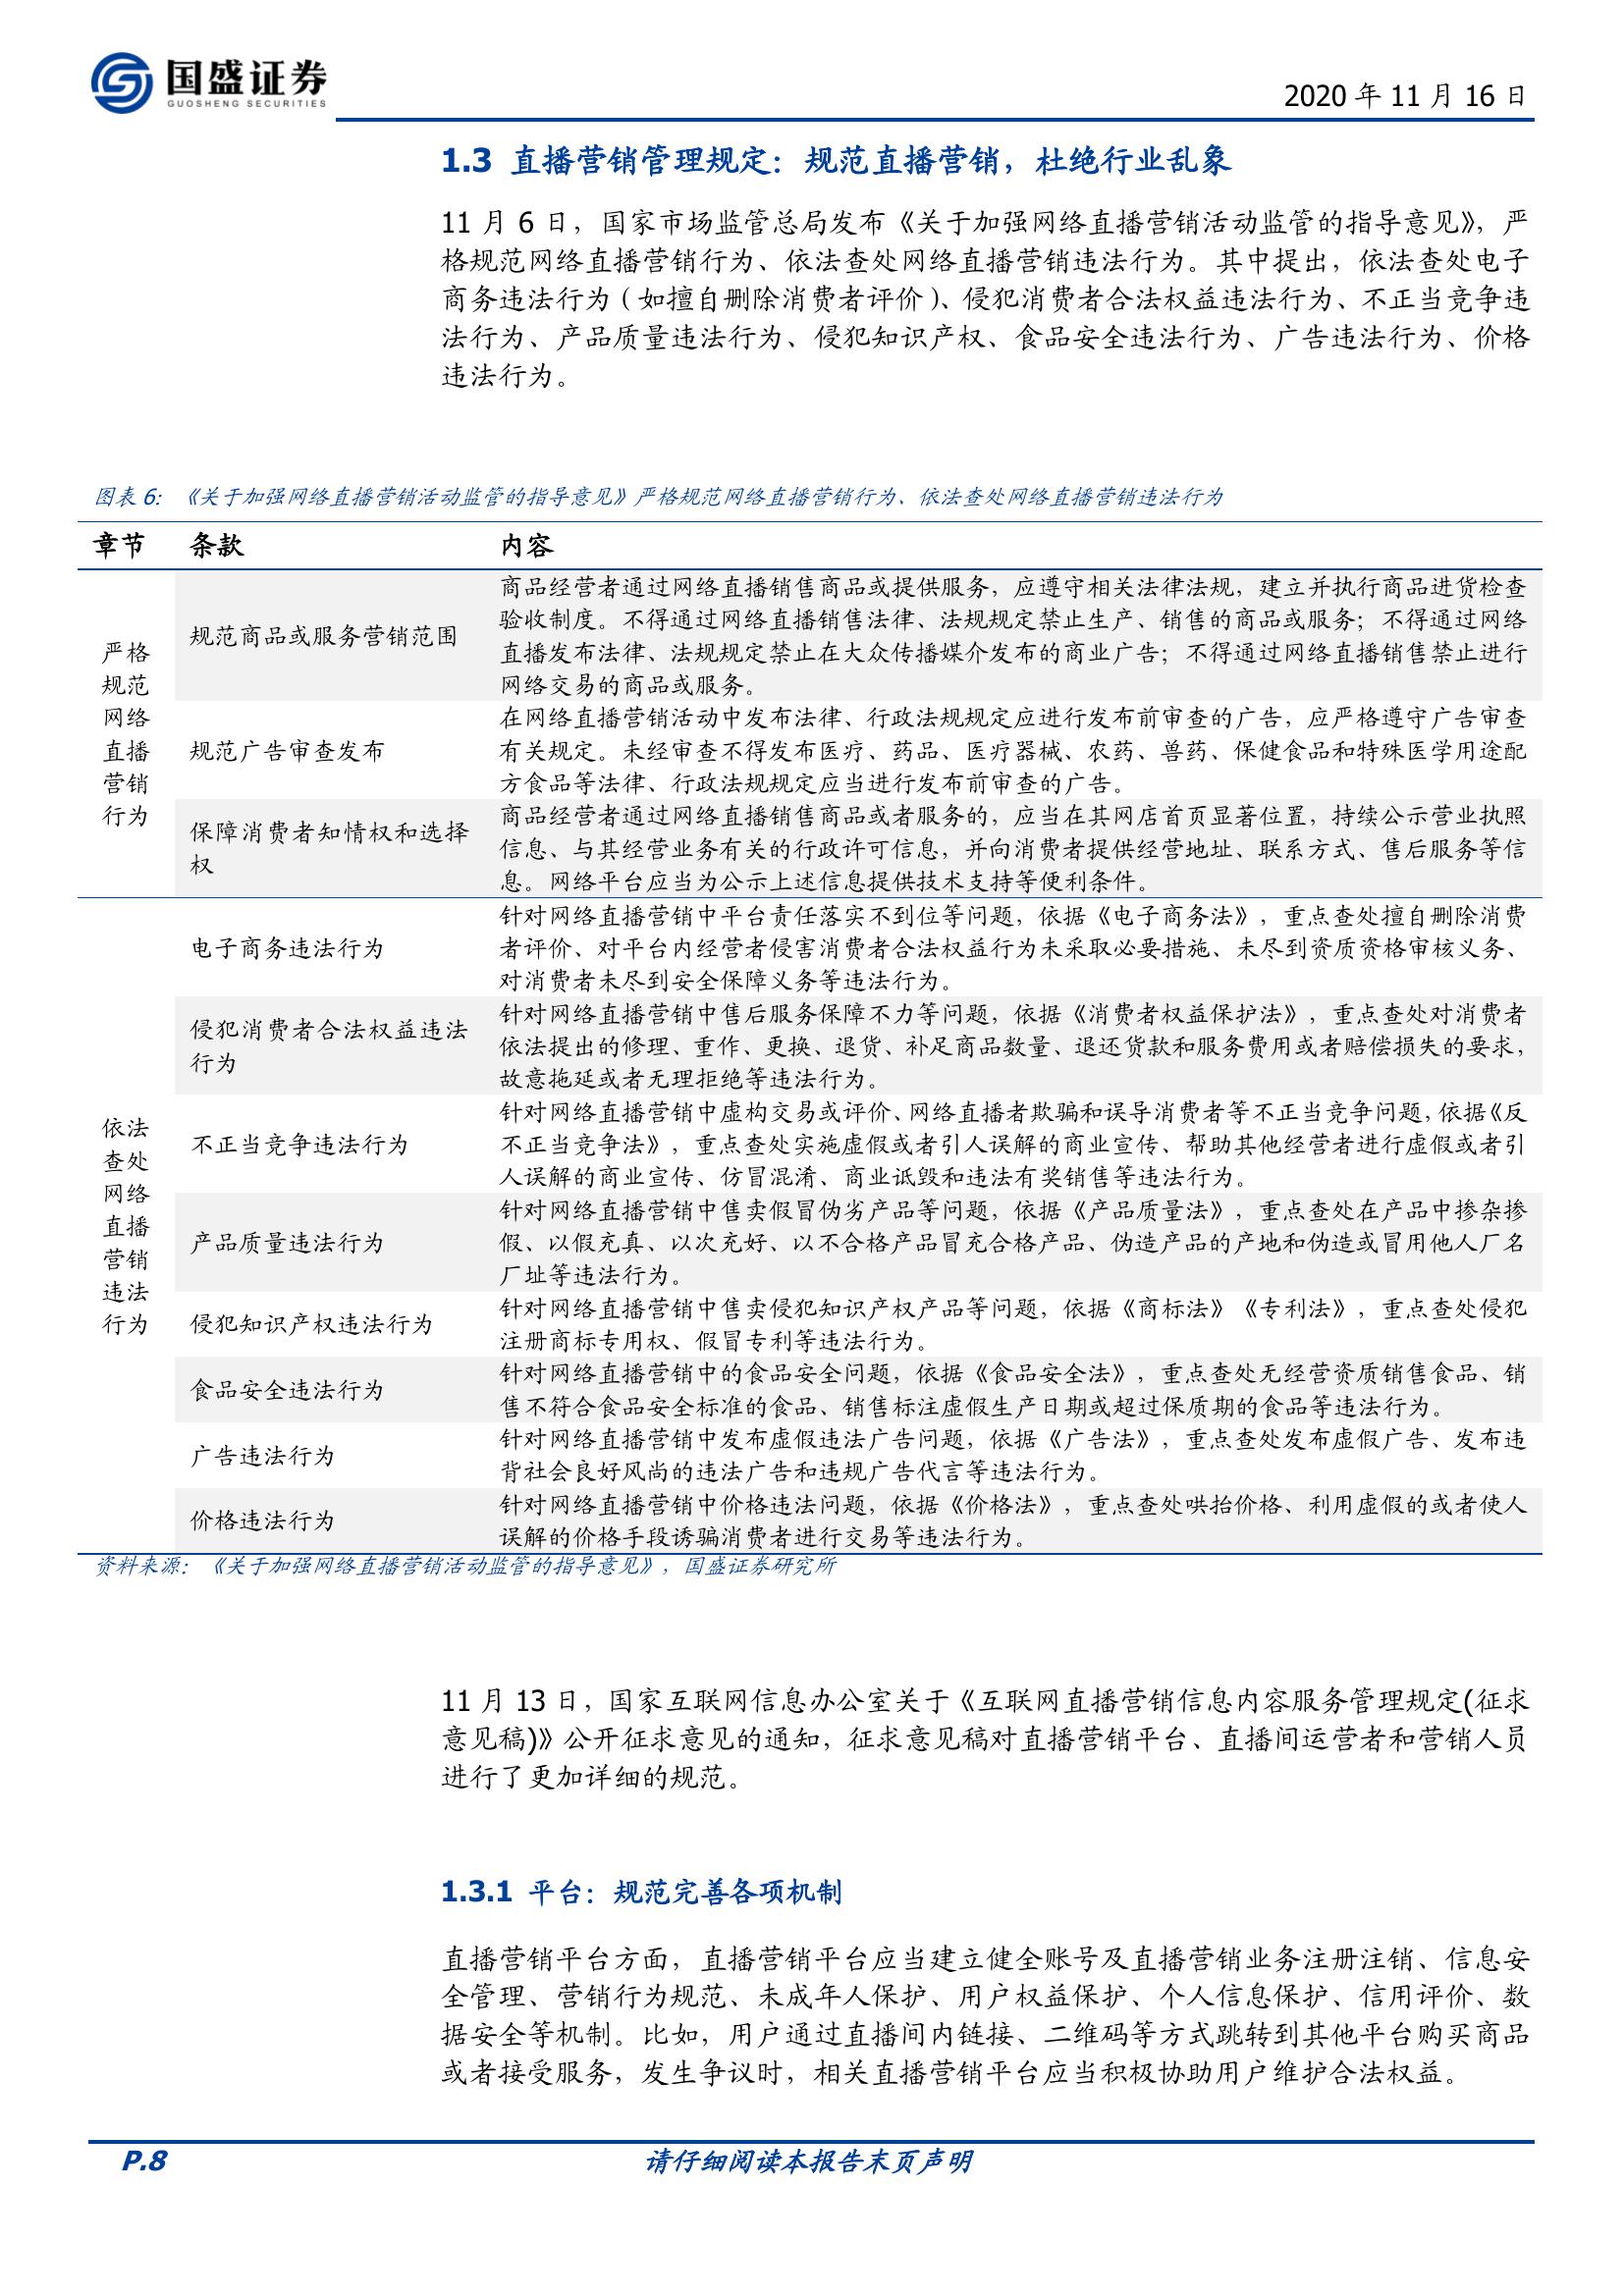 国盛证券
GUOSHENG SECURITIES
2020 年 11 月 16 日
1.3 直播营销管理规定：规范直播营销，杜绝行业乱象
11 月 6 日，国家市场监管总局发布《关于加强网络直播营销活动监管的指导意见》，严
格规范网络直播营销行为、依法查处网络直播营销违法行为。其中提出，依法查处电子
商务违法行为（如擅自删除消费者评价）、侵犯消费者合法权益违法行为、不正当竞争违
法行为、产品质量违法行为、侵犯知识产权、食品安全违法行为、广告违法行为、价格
违法行为。
图表 6：《关于加强网络直播营销活动监管的指导意见》严格规范网络直播营销行为、依法查处网络直播营销违法行为
章节 条款 内容
严格
规范
网络
直播
营销
行为
规范商品或服务营销范围
商品经营者通过网络直播销售商品或提供服务，应遵守相关法律法规，建立并执行商品进货检查
验收制度。不得通过网络直播销售法律、法规规定禁止生产、销售的商品或服务；不得通过网络
直播发布法律、法规规定禁止在大众传播媒介发布的商业广告；不得通过网络直播销售禁止进行
网络交易的商品或服务。
规范广告审查发布
在网络直播营销活动中发布法律、行政法规规定应进行发布前审查的广告，应严格遵守广告审查
有关规定。未经审查不得发布医疗、药品、医疗器械、农药、兽药、保健食品和特殊医学用途配
方食品等法律、行政法规规定应当进行发布前审查的广告。
保障消费者知情权和选择
权
商品经营者通过网络直播销售商品或者服务的，应当在其网店首页显著位置，持续公示营业执照
信息、与其经营业务有关的行政许可信息，并向消费者提供经营地址、联系方式、售后服务等信
息。网络平台应当为公示上述信息提供技术支持等便利条件。
依法
查处
网络
直播
营销
违法
行为
电子商务违法行为
针对网络直播营销中平台责任落实不到位等问题，依据《电子商务法》，重点查处擅自删除消费
者评价、对平台内经营者侵害消费者合法权益行为未采取必要措施、未尽到资质资格审核义务、
对消费者未尽到安全保障义务等违法行为。
侵犯消费者合法权益违法
行为
针对网络直播营销中售后服务保障不力等问题，依据《消费者权益保护法》，重点查处对消费者
依法提出的修理、重作、更换、退货、补足商品数量、退还货款和服务费用或者赔偿损失的要求，
故意拖延或者无理拒绝等违法行为。
不正当竞争违法行为
针对网络直播营销中虚构交易或评价、网络直播者欺骗和误导消费者等不正当竞争问题，依据《反
不正当竞争法》，重点查处实施虚假或者引人误解的商业宣传、帮助其他经营者进行虚假或者引
人误解的商业宣传、仿冒混淆、商业诋毁和违法有奖销售等违法行为。
产品质量违法行为
针对网络直播营销中售卖假冒伪劣产品等问题，依据《产品质量法》，重点查处在产品中掺杂掺
假、以假充真、以次充好、以不合格产品冒充合格产品、伪造产品的产地和伪造或冒用他人厂名
厂址等违法行为。
侵犯知识产权违法行为
针对网络直播营销中售卖侵犯知识产权产品等问题，依据《商标法》《专利法》，重点查处侵犯
注册商标专用权、假冒专利等违法行为。
食品安全违法行为
针对网络直播营销中的食品安全问题，依据《食品安全法》，重点查处无经营资质销售食品、销
售不符合食品安全标准的食品、销售标注虚假生产日期或超过保质期的食品等违法行为。
广告违法行为
针对网络直播营销中发布虚假违法广告问题，依据《广告法》，重点查处发布虚假广告、发布违
背社会良好风尚的违法广告和违规广告代言等违法行为。
价格违法行为
针对网络直播营销中价格违法问题，依据《价格法》，重点查处哄抬价格、利用虚假的或者使人
误解的价格手段诱骗消费者进行交易等违法行为。
资料来源：《关于加强网络直播营销活动监管的指导意见》，国盛证券研究所
11 月 13 日，国家互联网信息办公室关于《互联网直播营销信息内容服务管理规定(征求
意见稿)》公开征求意见的通知，征求意见稿对直播营销平台、直播间运营者和营销人员
进行了更加详细的规范。
1.3.1 平台：规范完善各项机制
直播营销平台方面，直播营销平台应当建立健全账号及直播营销业务注册注销、信息安
全管理、营销行为规范、未成年人保护、用户权益保护、个人信息保护、信用评价、数
据安全等机制。比如，用户通过直播间内链接、二维码等方式跳转到其他平台购买商品
或者接受服务，发生争议时，相关直播营销平台应当积极协助用户维护合法权益。
P.8 请仔细阅读本报告末页声明